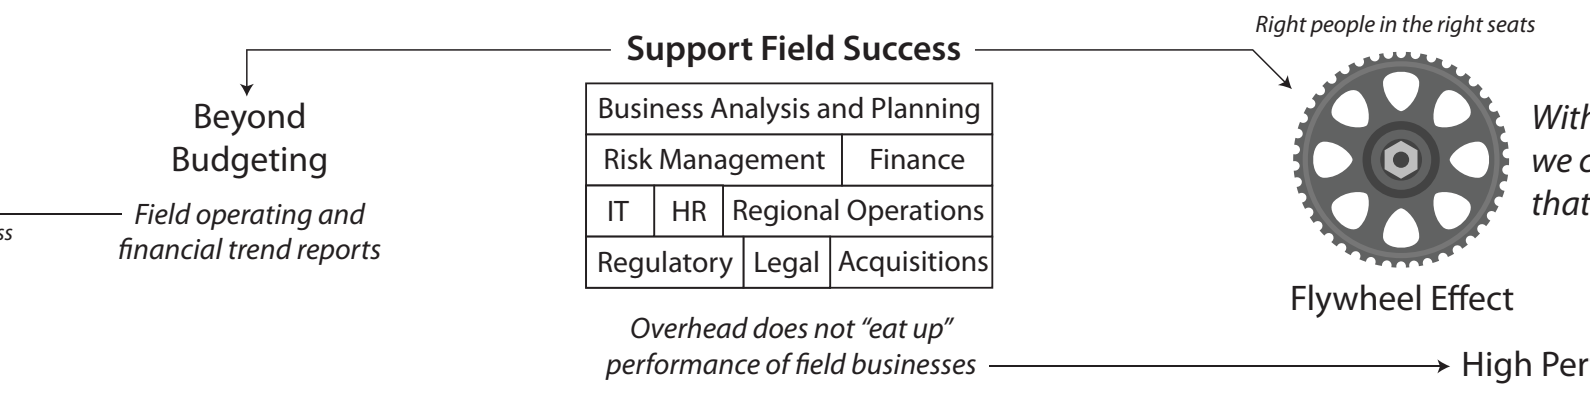 Right people in the right seats
Support Field Success
Beyond
Budgeting
Field operating and
financial trend reports
Business Analysis and Planning
Risk Management Finance
IT HR Regional Operations
Regulatory Legal Acquisitions
Overhead does not “eat up”
performance of field businesses
Flywheel Effect
we
that
High